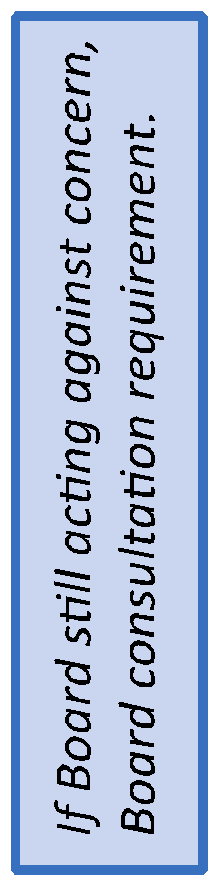 If Board still acting against concern,
Board consultation requirement.